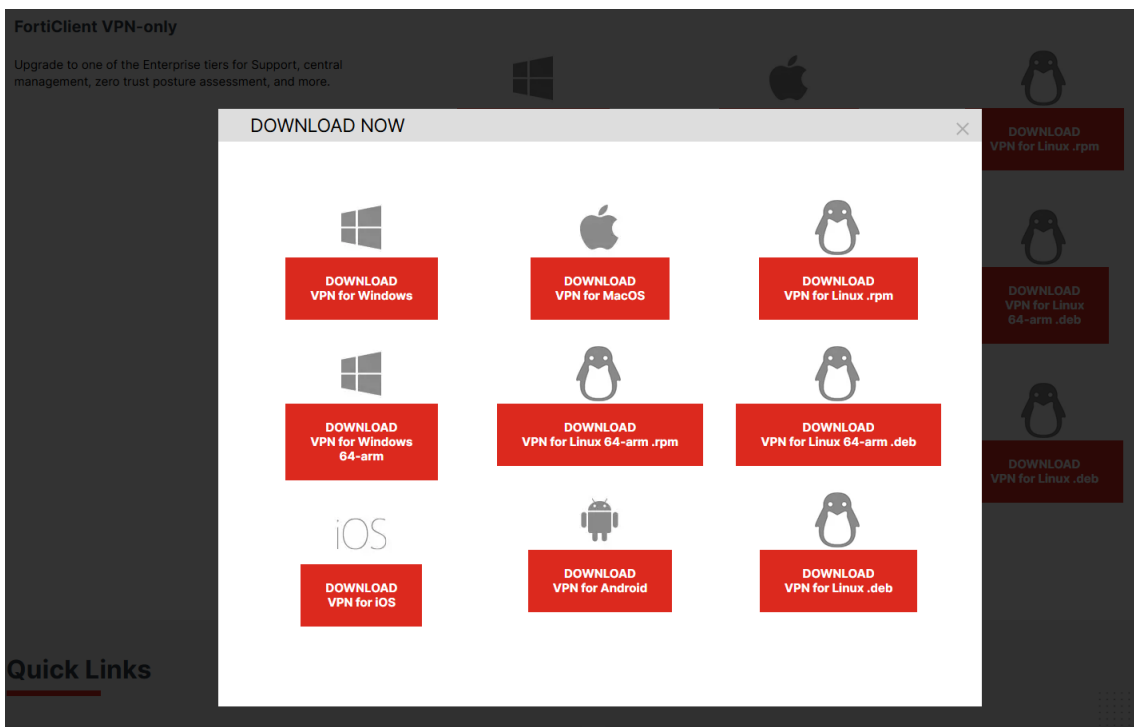 FortiClient VPN-only
Upgrade to one of the Enterprise tiers for Support, central
management, zero trust posture assessment, and more.
DOWNLOAD NOW
DOWNLOAD
VPN for Windows
DOWNLOAD
VPN for MacOS
DOWNLOAD
VPN for Linux .rpm
DOWNLOAD
VPN for Windows
64-arm
DOWNLOAD
VPN for Linux 64-arm .rpm
DOWNLOAD
VPN for Linux 64-arm .deb
iOS
DOWNLOAD
VPN for iOS
DOWNLOAD
VPN for Android
DOWNLOAD
VPN for Linux .deb
DOWNLOAD
VPN for Linux .rpm
DOWNLOAD
VPN for Linux
64-arm .deb
DOWNLOAD
VPN for Linux .deb
Quick Links